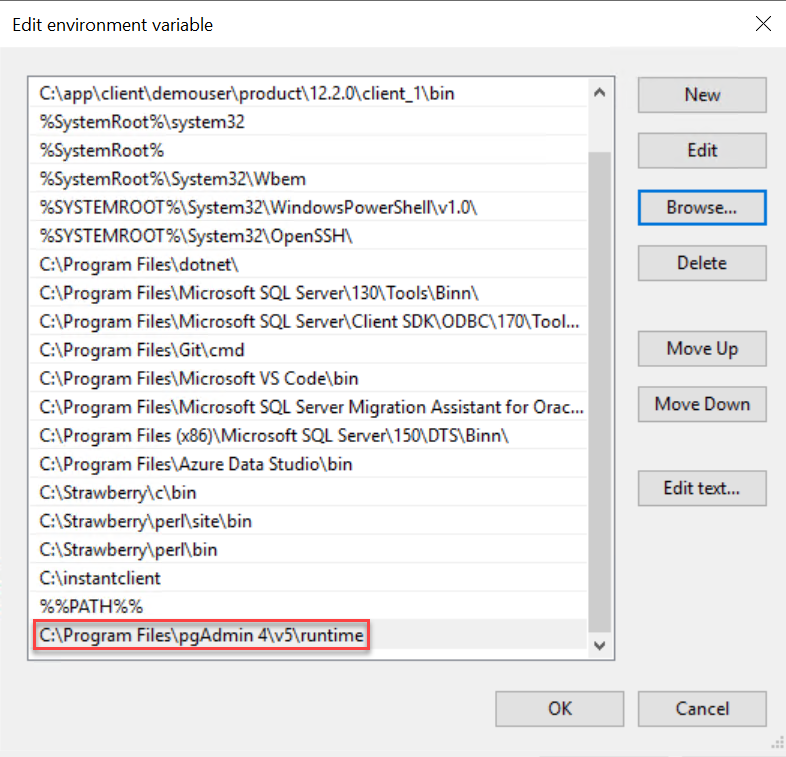 Edit environment variable
C:\app\client\demouser\product\12.2.0\client_1\bin
%SystemRoot%\system32
%SystemRoot%
%SystemRoot%\System32\Wbem
%SYSTEMROOT%\System32\WindowsPowerShell\v1.0\
%SYSTEMROOT%\System32\OpenSSH\
C:\Program Files\dotnet\
C:\Program Files\Microsoft SQL Server\130\Tools\Binn\
C:\Program Files\Microsoft SQL Server\Client SDK\ODBC\170\Tool...
C:\Program Files\Git\cmd
C:\Program Files\Microsoft VS Code\bin
C:\Program Files\Microsoft SQL Server Migration Assistant for Orac...
C:\Program Files (x86)\Microsoft SQL Server\150\DTS\Binn\
C:\Program Files\Azure Data Studio\bin
C:\Strawberry\c\bin
C:\Strawberry\perl\site\bin
C:\Strawberry\perl\bin
C:\instantclient
%%PATH%%
C:\Program Files\pgAdmin 4\v5\runtime
New
Edit
Browse...
Delete
Move Up
Move Down
Edit text...
OK
Cancel